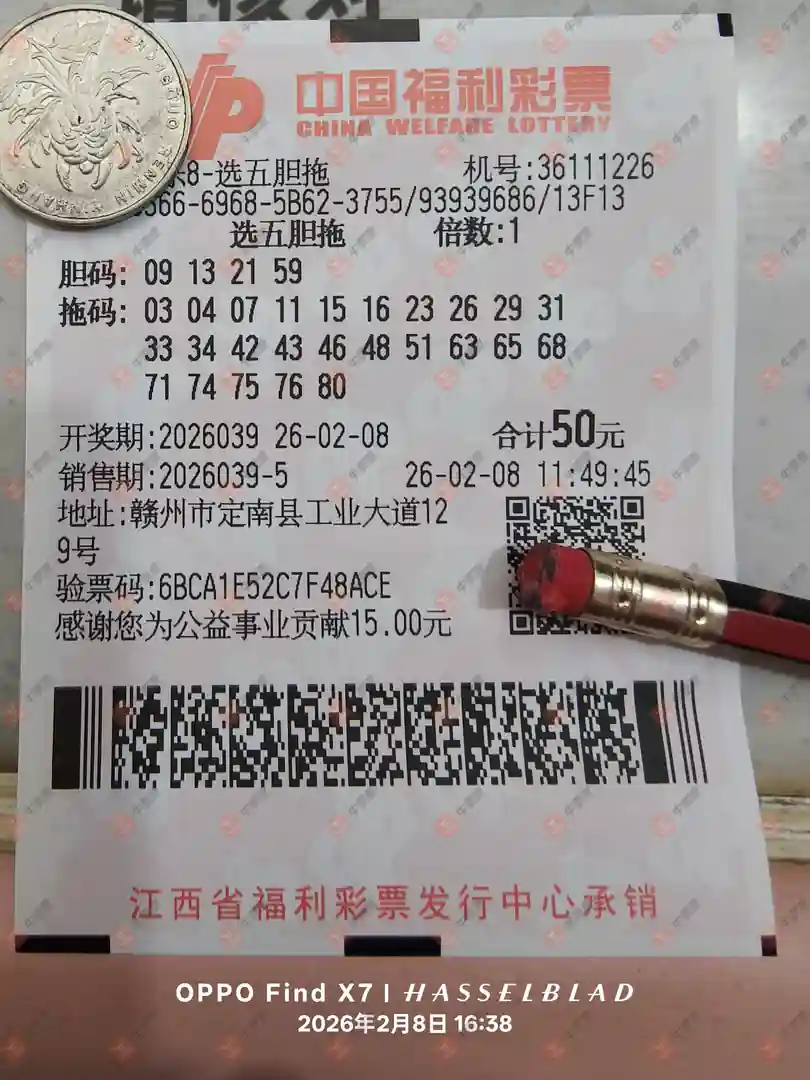 中国福利彩票
CHINA WELFARE LOTTERY
8-选五胆拖 机号:36111226
566-6968-5B62-3755/93939686/13F13
选五胆拖 倍数:1
胆码: 09 13 21 59
拖码: 03 04 07 11 15 16 23 26 29 31
33 34 42 43 46 48 51 63 65 68
71 74 75 76 80
开奖期:2026039 26-02-08 合计50元
销售期:2026039-5 26-02-08 11:49:45
地址:赣州市定南县工业大道12
9号
验票码:6BCA1E52C7F48ACE
感谢您为公益事业贡献15.00元
江西省福利彩票发行中心承销
OPPO Find X7 | HASSELBLAD
2026年2月8日 16:38